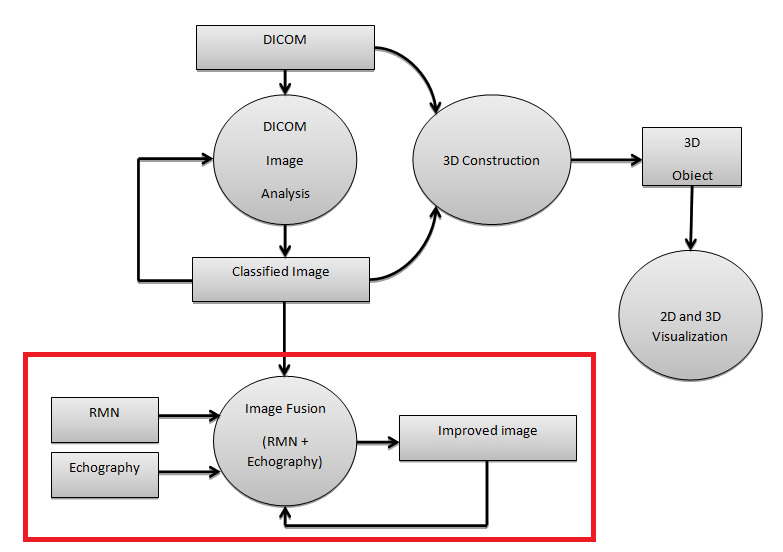 DICOM
DICOM
Image
Analysis
3D Construction
3D
Obiect
Classified Image
2D and 3D
Visualization
RMN
Echography
Image Fusion
(RMN +
Echography)
Improved image